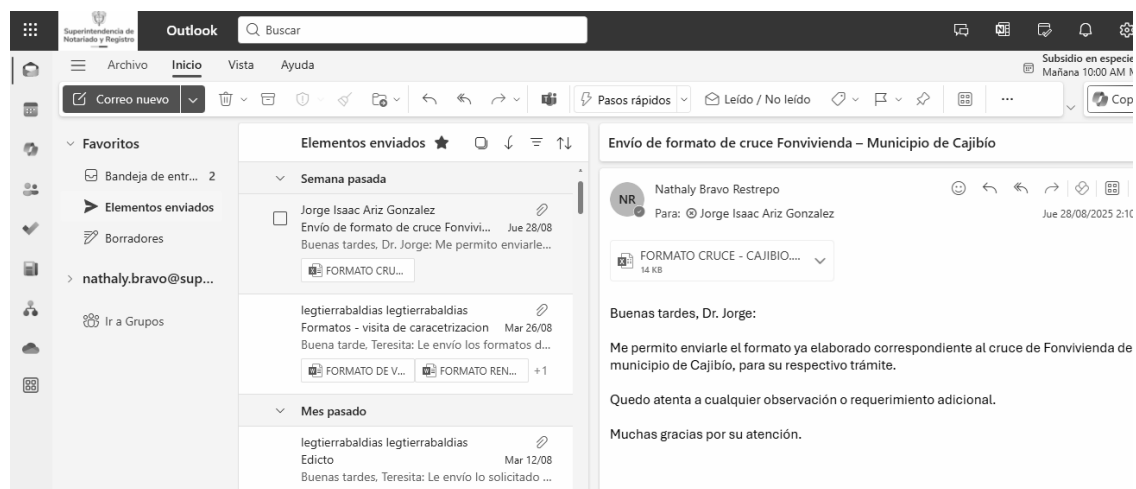 Superintendencia de
Notariado y Registro
Outlook
Buscar
Archivo Inicio Vista Ayuda
Subsidio en especie
Mañana 10:00 AM M
Correo nuevo
Pasos rápidos
Leído / No leído
Cop
Favoritos
Bandeja de entr... 2
Elementos enviados
Borradores
nathaly.bravo@sup...
Ir a Grupos
Elementos enviados
Semana pasada
Jorge Isaac Ariz Gonzalez
Envío de formato de cruce Fonvivi... Jue 28/08
Buenas tardes, Dr. Jorge: Me permito enviarle...
FORMATO CRU...
legtierrabaldias legtierrabaldias
Formatos - visita de caracetrizacion Mar 26/08
Buena tarde, Teresita: Le envío los formatos d...
FORMATO DE V... FORMATO REN... +1
Mes pasado
legtierrabaldias legtierrabaldias
Edicto Mar 12/08
Buenas tardes, Teresita: Le envío lo solicitado ...
Envío de formato de cruce Fonvivienda – Municipio de Cajibío
NR
Nathaly Bravo Restrepo
Para: Jorge Isaac Ariz Gonzalez
Jue 28/08/2025 2:10
FORMATO CRUCE - CAJIBIO....
14 KB
Buenas tardes, Dr. Jorge:
Me permito enviarle el formato ya elaborado correspondiente al cruce de Fonvivienda de
municipio de Cajibío, para su respectivo trámite.
Quedo atenta a cualquier observación o requerimiento adicional.
Muchas gracias por su atención.